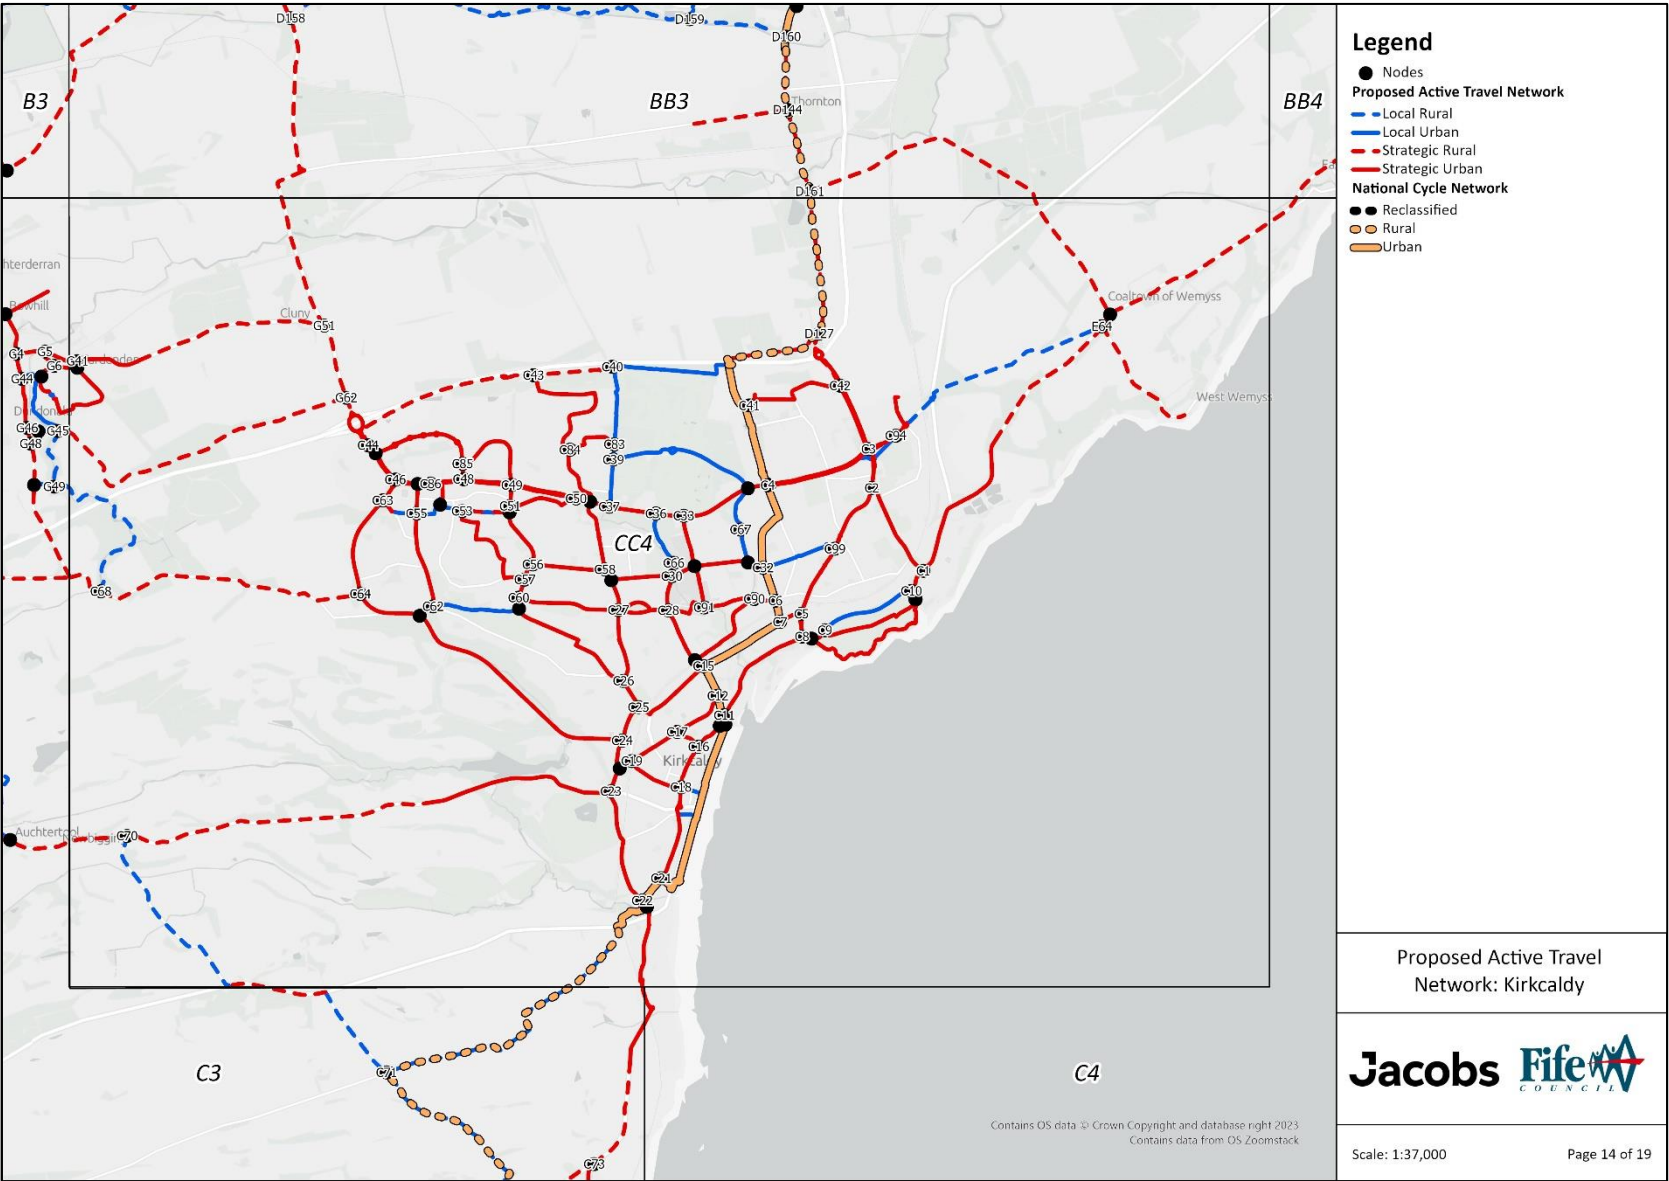 D158
D159
D160
B3
BB3
BB4
Thornton
D144
D161
hterderran
Coaltown of Wemyss
E64
Cluny
G51
D127
G4
G5
G6
G41
G44
C40
C43
C42
West Wemyss
G62
C41
G46
G45
G48
C44
C84
C83
C39
C3
C94
C85
G49
C46
C86
C48
C49
C4
C2
C63
C50
C37
C55
C53
C51
C36
C33
C67
CC4
C99
C56
C58
C66
C30
C32
C1
C57
C68
C64
C60
C10
C62
C27
C28
C91
C90
C6
C5
C7
C8
C9
C15
C26
C12
C25
C11
C17
C24
C16
Kirkcaldy
C19
C23
C18
Auchtertool
C70
C21
C22
C3
C71
C4
C73
Contains OS data © Crown Copyright and database right 2023
Contains data from OS Zoomstack
Legend
Nodes
Proposed Active Travel Network
Local Rural
Local Urban
Strategic Rural
Strategic Urban
National Cycle Network
Reclassified
Rural
Urban
Proposed Active Travel
Network: Kirkcaldy
Jacobs
Fife
COUNCIL
Scale: 1:37,000
Page 14 of 19